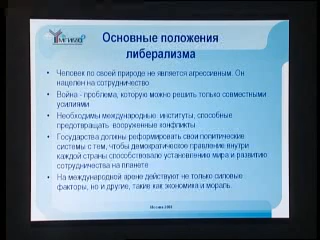 МГИМО
Основные положения
либерализма
• Человек по своей природе не является агрессивным. Он
нацелен на сотрудничество
• Война - проблема, которую можно решить только совместными
усилиями
• Необходимы международные институты, способные
предотвращать вооруженные конфликты
• Государства должны реформировать свои политические
системы с тем, чтобы демократическое правление внутри
каждой страны способствовало установлению мира и развитию
сотрудничества на планете
• На международной арене действуют не только силовые
факторы, но и другие, такие как экономика и мораль.